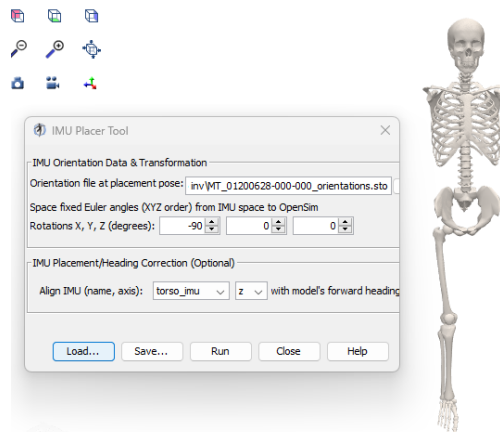 IMU Placer Tool
IMU Orientation Data & Transformation
Orientation file at placement pose: inv\MT_01200628-000-000_orientations.sto
Space fixed Euler angles (XYZ order) from IMU space to OpenSim
Rotations X, Y, Z (degrees): -90 0 0
IMU Placement/Heading Correction (Optional)
Align IMU (name, axis): torso_imu z with model's forward heading
Load... Save... Run Close Help